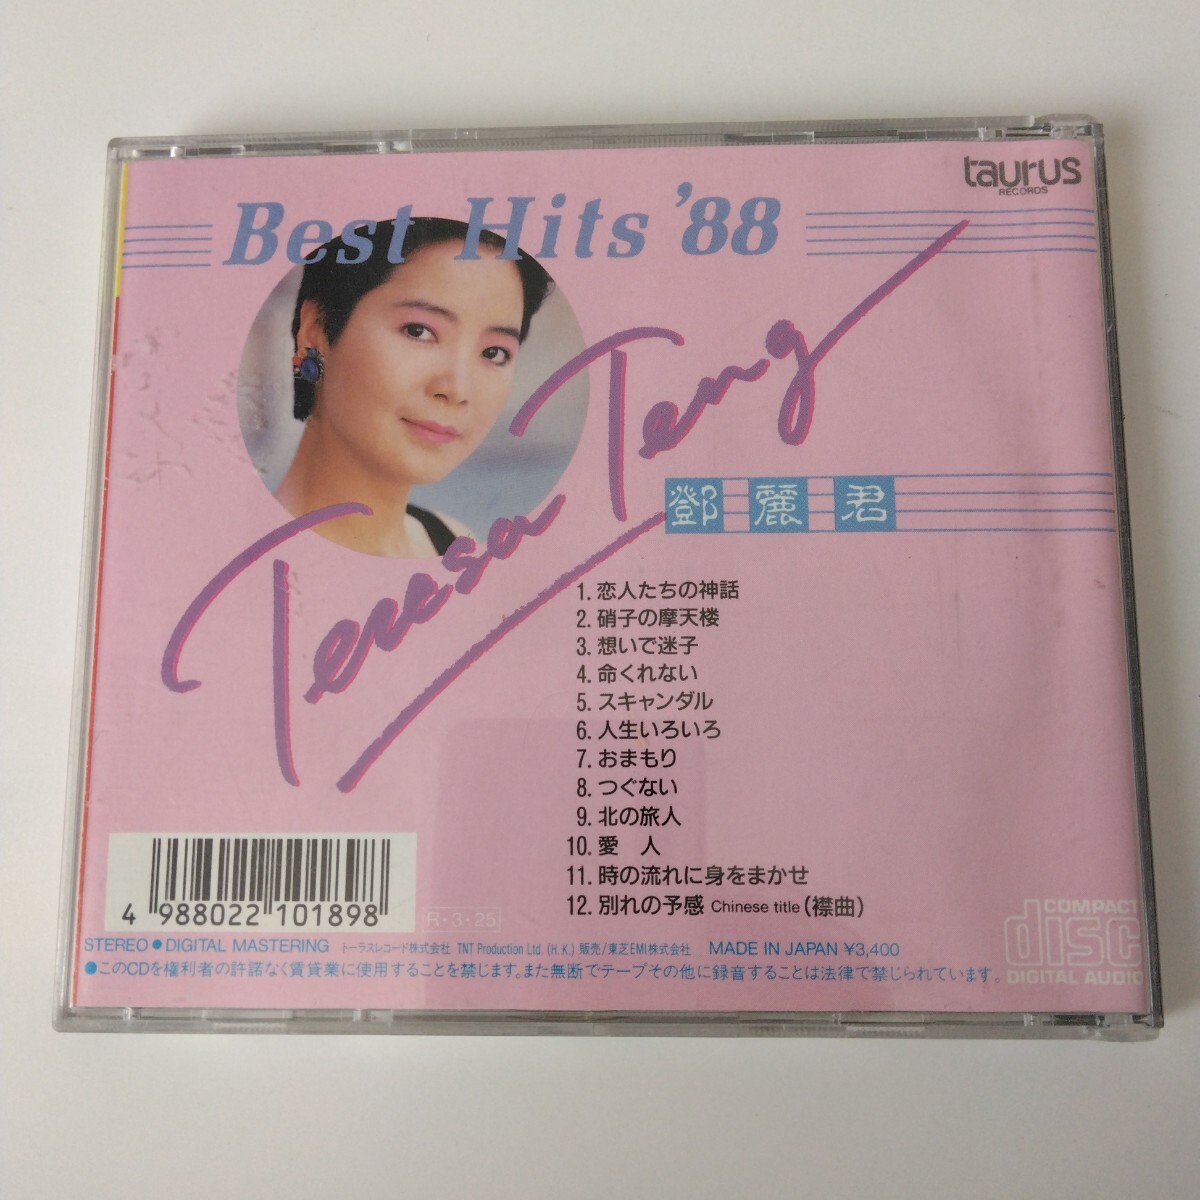 taurus
RECORDS
Best Hits '88
Teresa Teng
鄧麗君
1. 恋人たちの神話
2. 硝子の摩天楼
3. 想いで迷子
4. 命くれない
5. スキャンダル
6. 人生いろいろ
7. おまもり
8. つぐない
9. 北の旅人
10. 愛　人
11. 時の流れに身をまかせ
12. 別れの予感 Chinese title (襟曲)
4 988022 101898
R・3・25
COMPACT
disc
DIGITAL AUDIO
STEREO ● DIGITAL MASTERING トーラスレコード株式会社 TNT Production Ltd. (H.K.) 販売/東芝EMI株式会社 MADE IN JAPAN ¥3,400
●このCDを権利者の許諾なく賃貸業に使用することを禁じます。また無断でテープその他に録音することは法律で禁じられています。